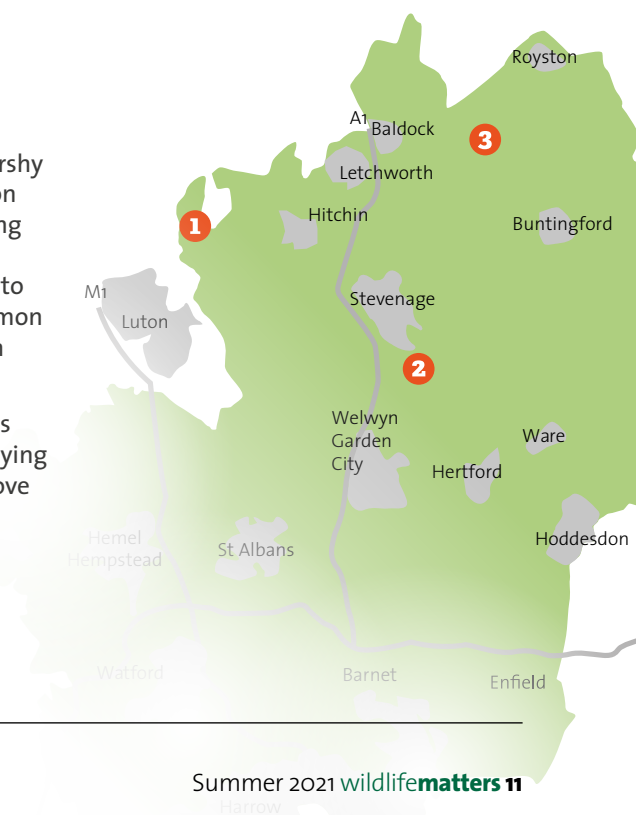 rshy
on
ng
to
mon
n
s
ying
ove
Royston
A1
Baldock
3
Letchworth
1
Hitchin
Buntingford
M1
Stevenage
Luton
2
Welwyn
Garden
City
Ware
Hertford
Hemel
Hempstead
St Albans
Hoddesdon
Watford
Barnet
Enfield
Summer 2021 wildlifematters 11
Harrow